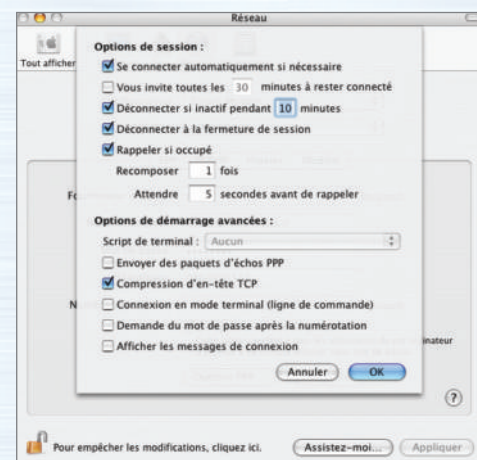 Réseau
Tout afficher
Options de session :
Se connecter automatiquement si nécessaire
Vous invite toutes les 30 minutes à rester connecté
Déconnecter si inactif pendant 10 minutes
Déconnecter à la fermeture de session
Rappeler si occupé
Recomposer 1 fois
Attendre 5 secondes avant de rappeler
Options de démarrage avancées :
Script de terminal : Aucun
Envoyer des paquets d'échos PPP
Compression d'en-tête TCP
Connexion en mode terminal (ligne de commande)
Demande du mot de passe après la numérotation
Afficher les messages de connexion
Annuler OK
?
Pour empêcher les modifications, cliquez ici.
Assistez-moi... Appliquer